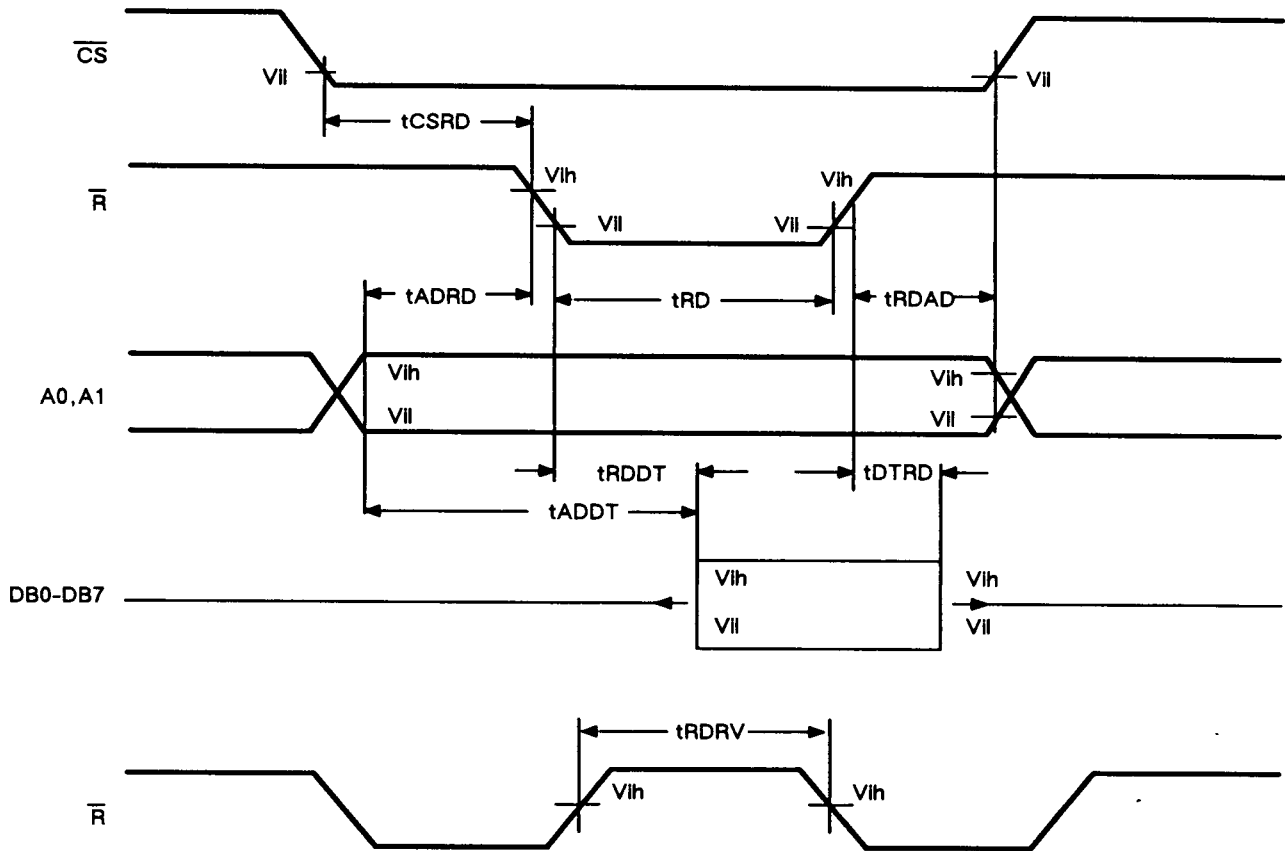 CS
Vil
Vil
tCSRD
R
Vih
Vih
Vil
Vil
tADRD
tRD
tRDAD
A0,A1
Vih
Vih
Vil
Vil
tRDDT
tDTRD
tADDT
DB0-DB7
Vih
Vih
Vil
Vil
tRDRV
R
Vih
Vih